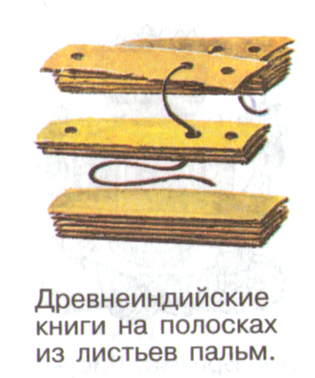 Древнеиндийские
книги на полосках
из листьев пальм.